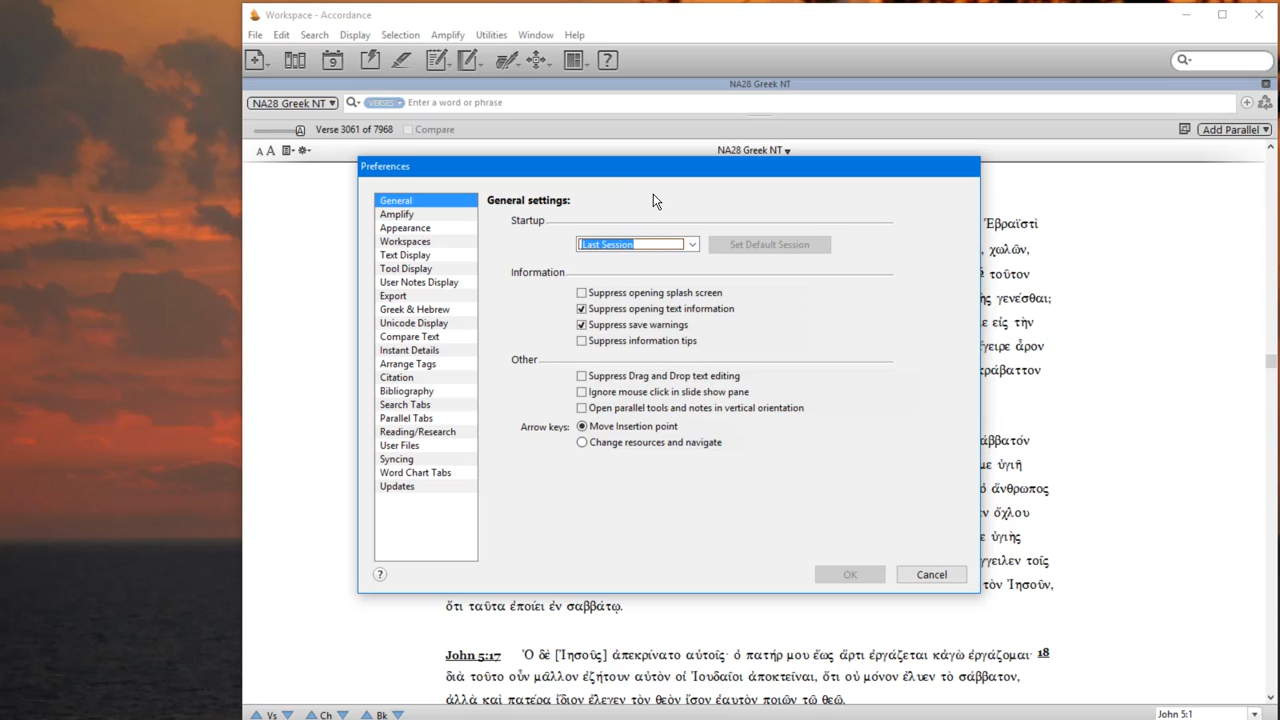 Workspace - Accordance
File Edit Search Display Selection Amplify Utilities Window Help
9 ?
NA28 Greek NT
NA28 Greek NT VERSES Enter a word or phrase
Verse 3061 of 7968 Compare Add Parallel
A A NA28 Greek NT
Preferences
General
Amplify
Appearance
Workspaces
Text Display
Tool Display
User Notes Display
Export
Greek & Hebrew
Unicode Display
Compare Text
Instant Details
Arrange Tags
Citation
Bibliography
Search Tabs
Parallel Tabs
Reading/Research
User Files
Syncing
Word Chart Tabs
Updates
General settings:
Startup
Last Session Set Default Session
Information
Suppress opening splash screen
Suppress opening text information
Suppress save warnings
Suppress information tips
Other
Suppress Drag and Drop text editing
Ignore mouse click in slide show pane
Open parallel tools and notes in vertical orientation
Arrow keys: Move Insertion point
Change resources and navigate
? OK Cancel
Ἑβραϊστὶ
χωλῶν,
τοῦτον
γενέσθαι;
με εἰς τὴν
ἆρον
κράβαττον
με ὑγιῆ
ὁ ἄνθρωπος
ὄχλου
ὑγιὴς
τοῖς
τὸν Ἰησοῦν,
ὅτι ταῦτα ἐποίει ἐν σαββάτῳ.
John 5:17 Ὁ δὲ [Ἰησοῦς] ἀπεκρίνατο αὐτοῖς· ὁ πατήρ μου ἕως ἄρτι ἐργάζεται κἀγὼ ἐργάζομαι· 18
διὰ τοῦτο οὖν μᾶλλον ἐζήτουν αὐτὸν οἱ Ἰουδαῖοι ἀποκτεῖναι, ὅτι οὐ μόνον ἔλυεν τὸ σάββατον,
ἀλλὰ καὶ πατέρα ἴδιον ἔλεγεν τὸν θεὸν ἴσον ἑαυτὸν ποιῶν τῷ θεῷ.
Vs Ch Bk John 5:1